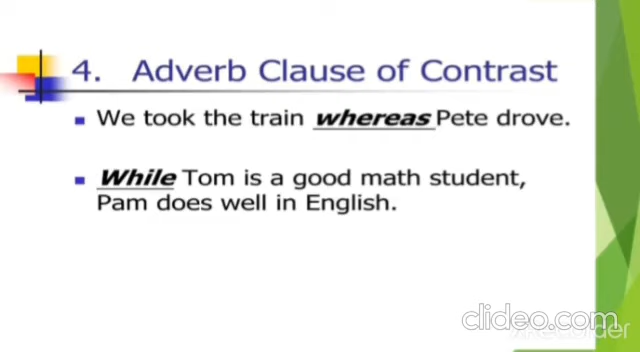 4. Adverb Clause of Contrast
We took the train whereas Pete drove.
While Tom is a good math student,
Pam does well in English.
clideo.com